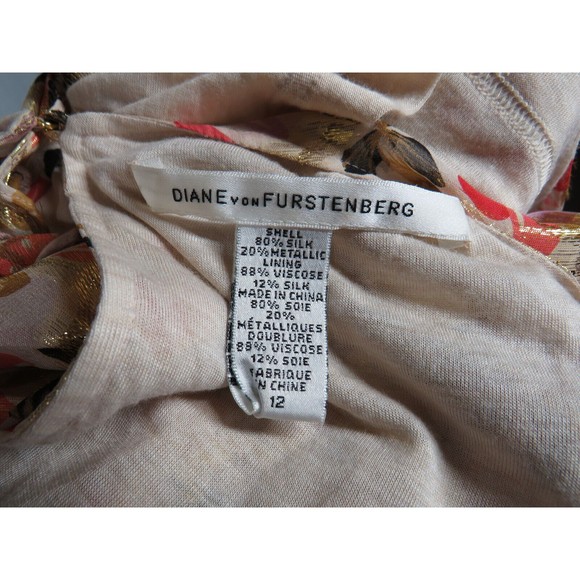 DIANE VON FURSTENBERG
SHELL
80% SILK
20% METALLIC
LINING
88% VISCOSE
12% SILK
MADE IN CHINA
80% SOIE
20%
MÉTALLIQUES
DOUBLURE
88% VISCOSE
12% SOIE
FABRIQUE
IN CHINE
12